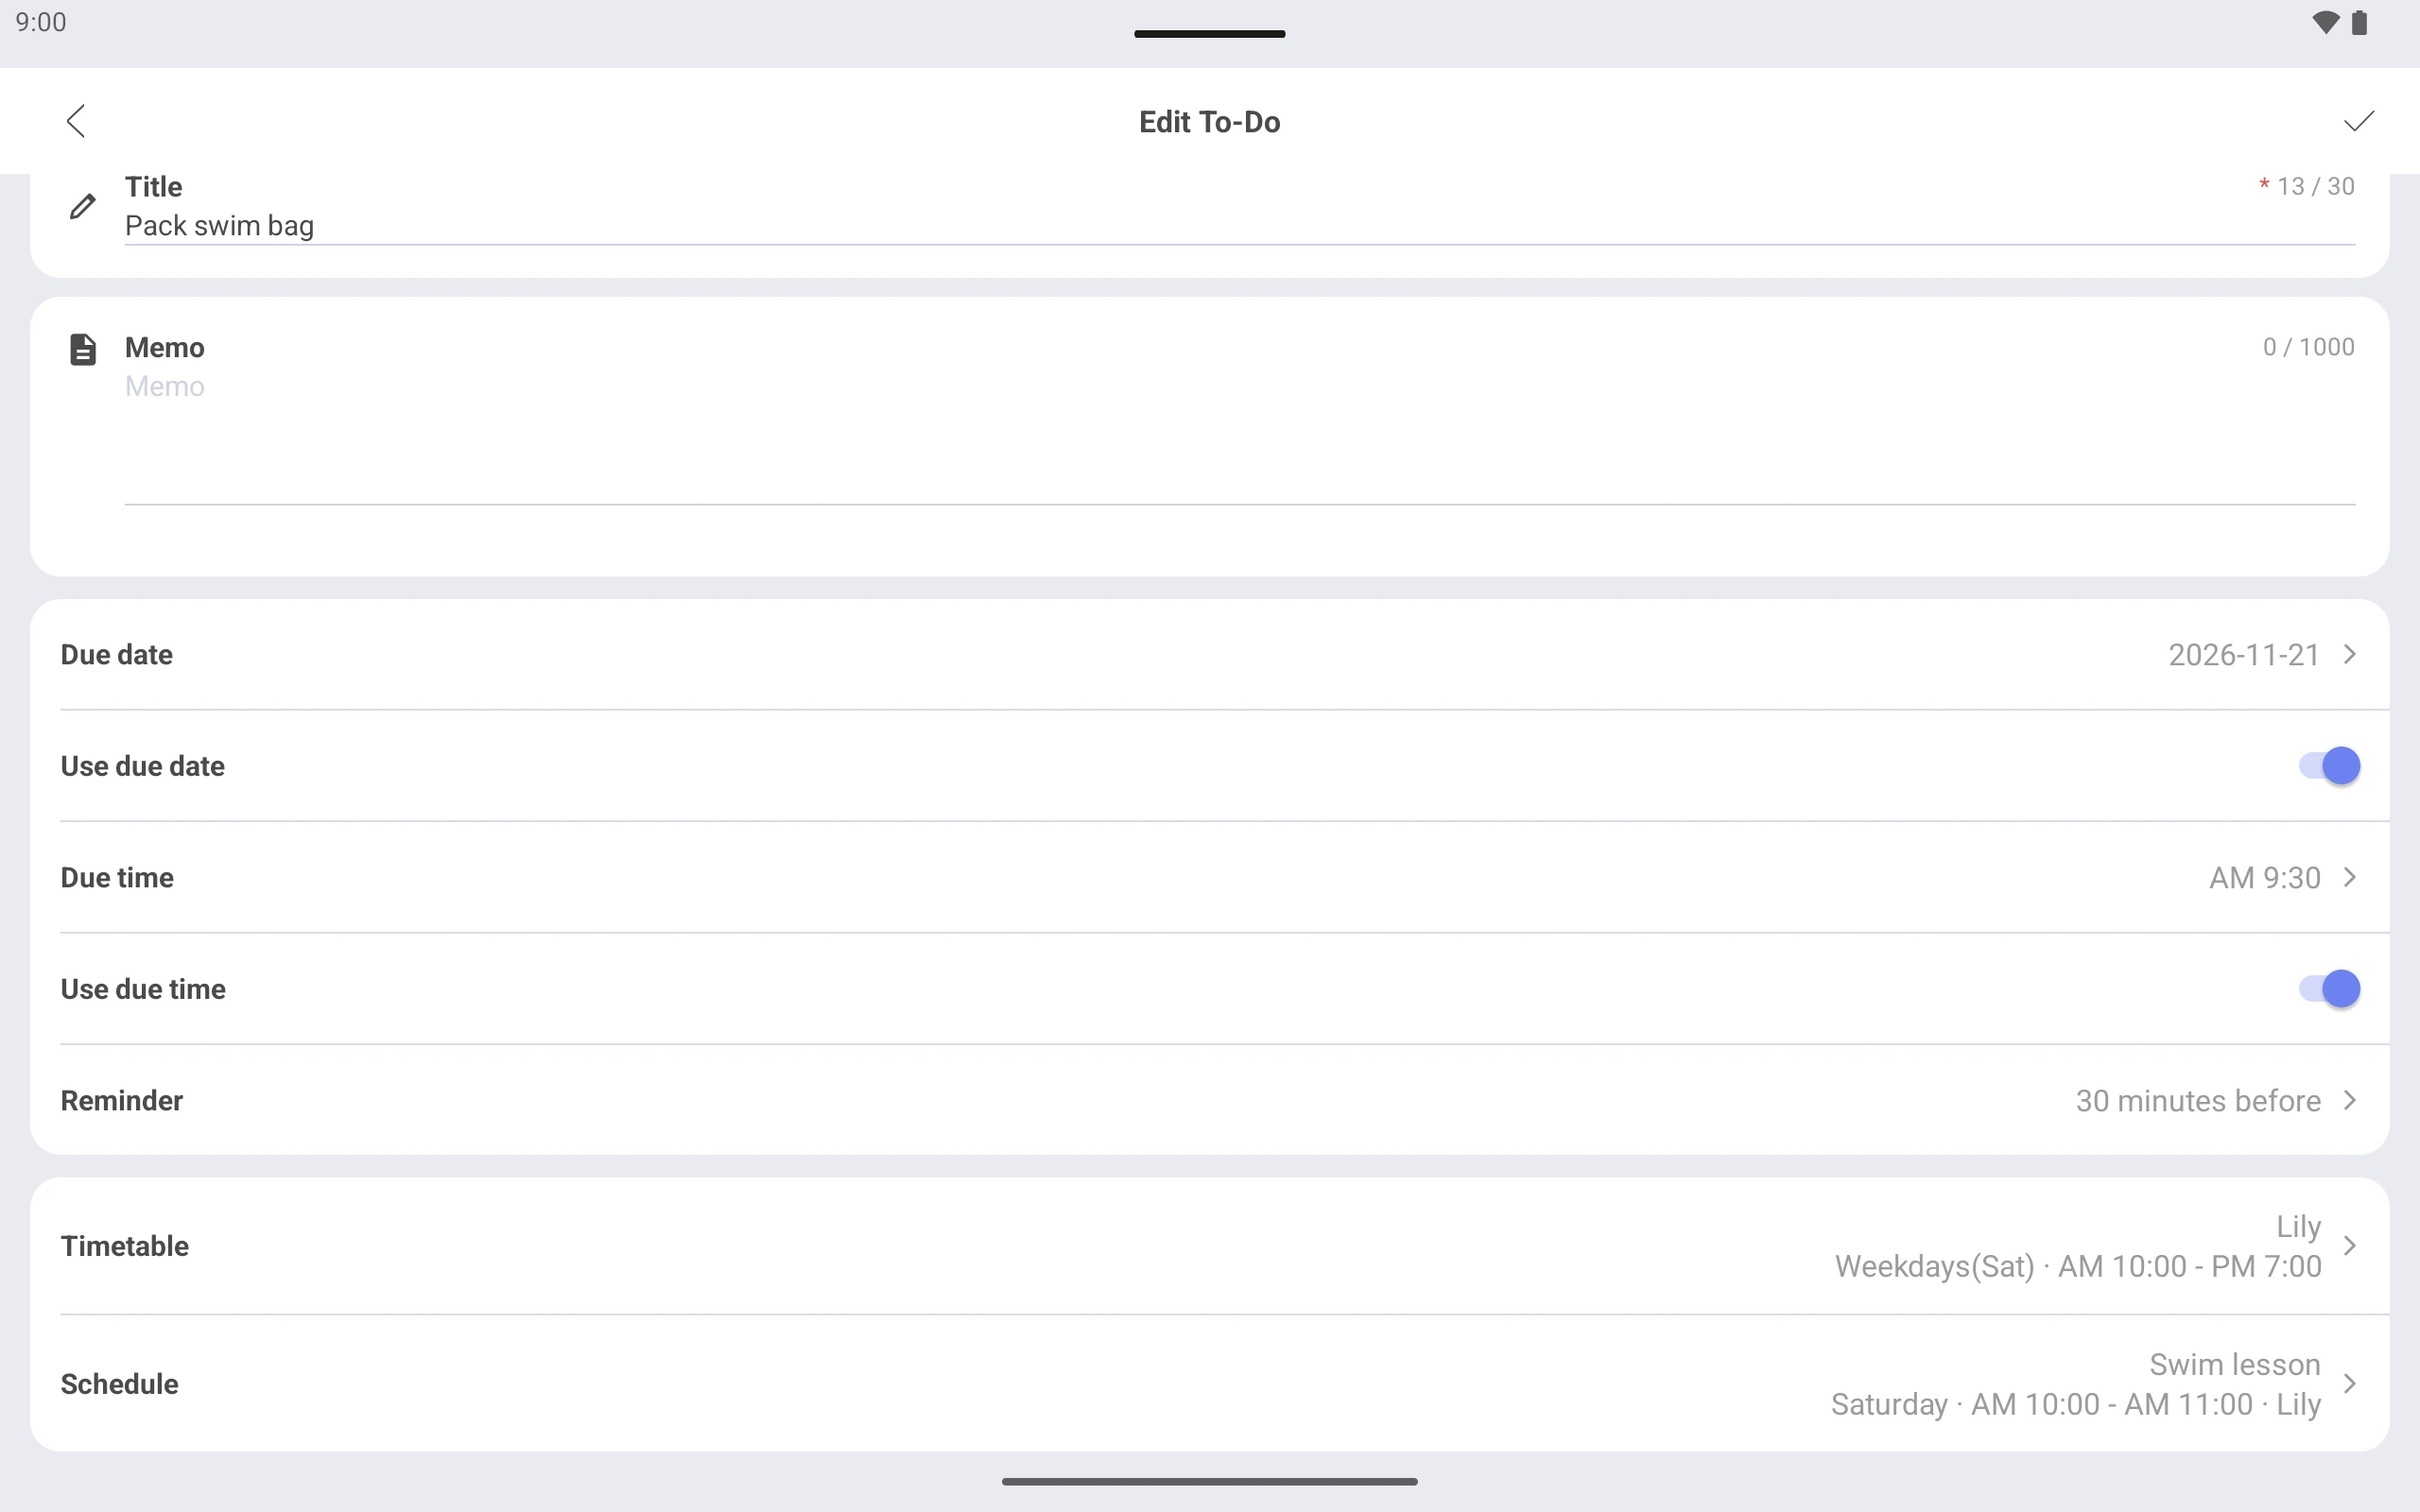 9:00
Edit To-Do
Title
* 13 / 30
Pack swim bag
Memo
0 / 1000
Memo
Due date
2026-11-21
Use due date
Due time
AM 9:30
Use due time
Reminder
30 minutes before
Timetable
Lily
Weekdays(Sat) · AM 10:00 - PM 7:00
Schedule
Swim lesson
Saturday · AM 10:00 - AM 11:00 · Lily